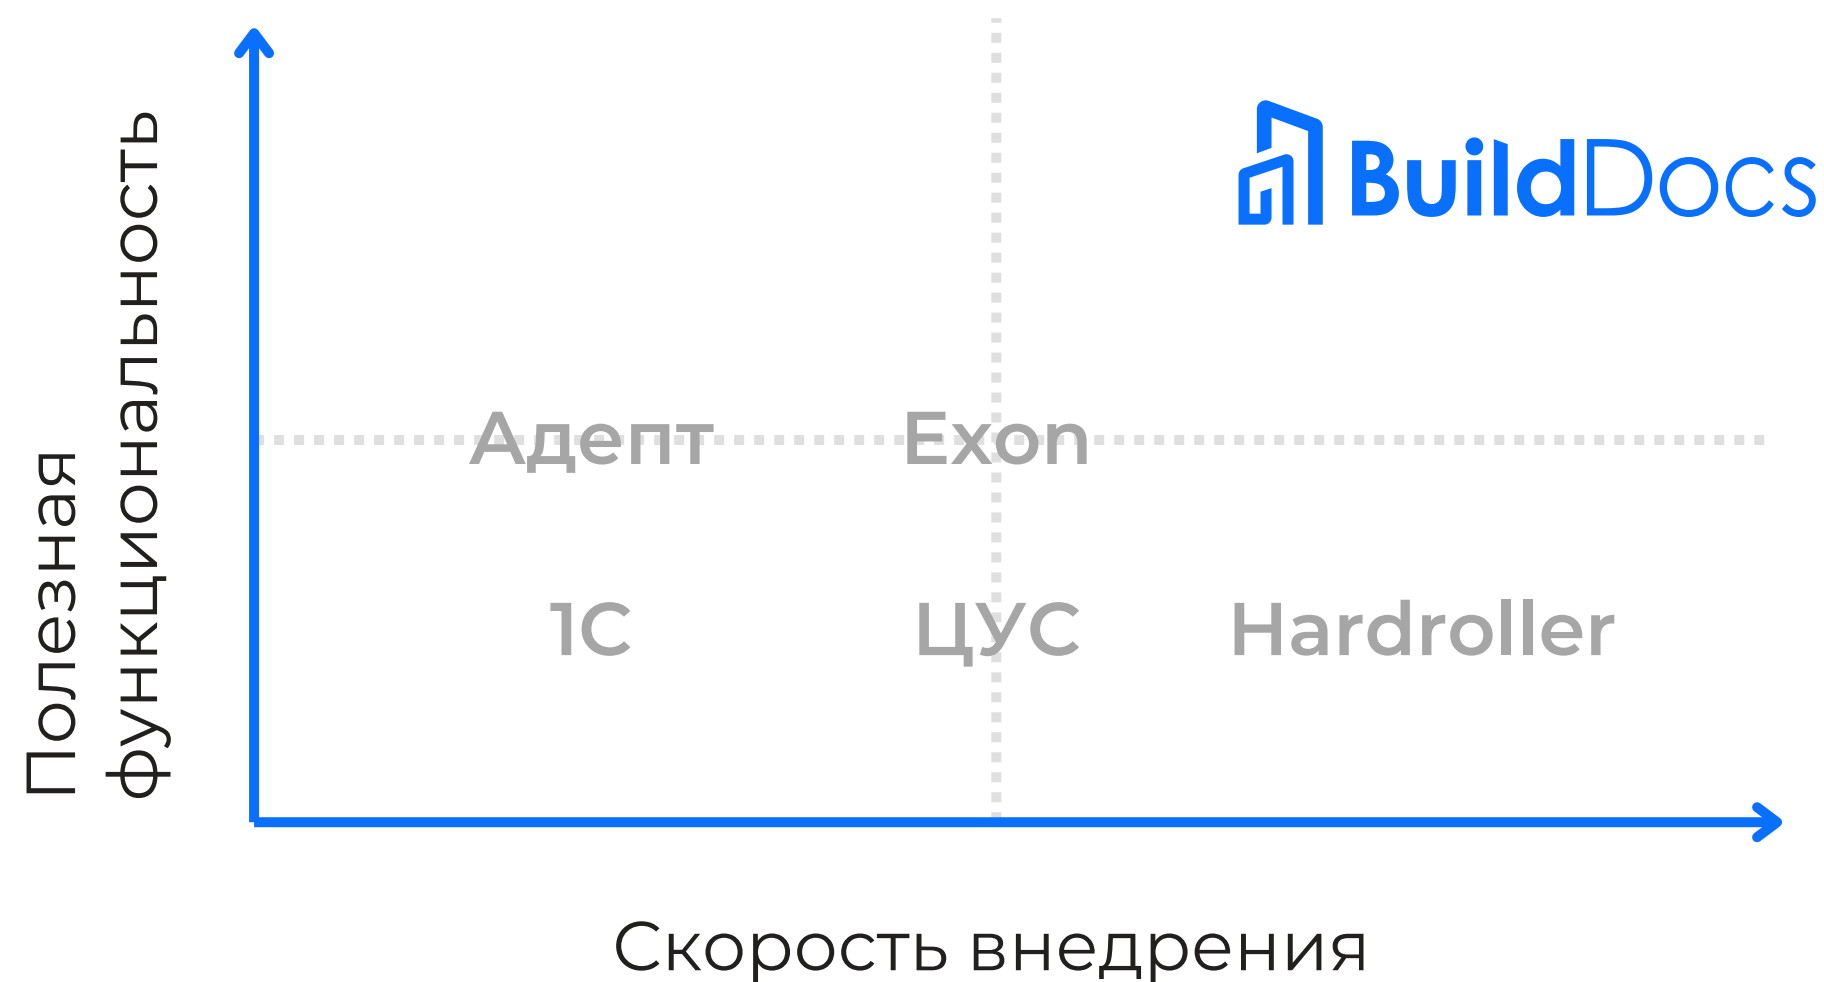 Полезная
функциональность
BuildDocs
Адепт
Exon
1С
ЦУС
Hardroller
Скорость внедрения